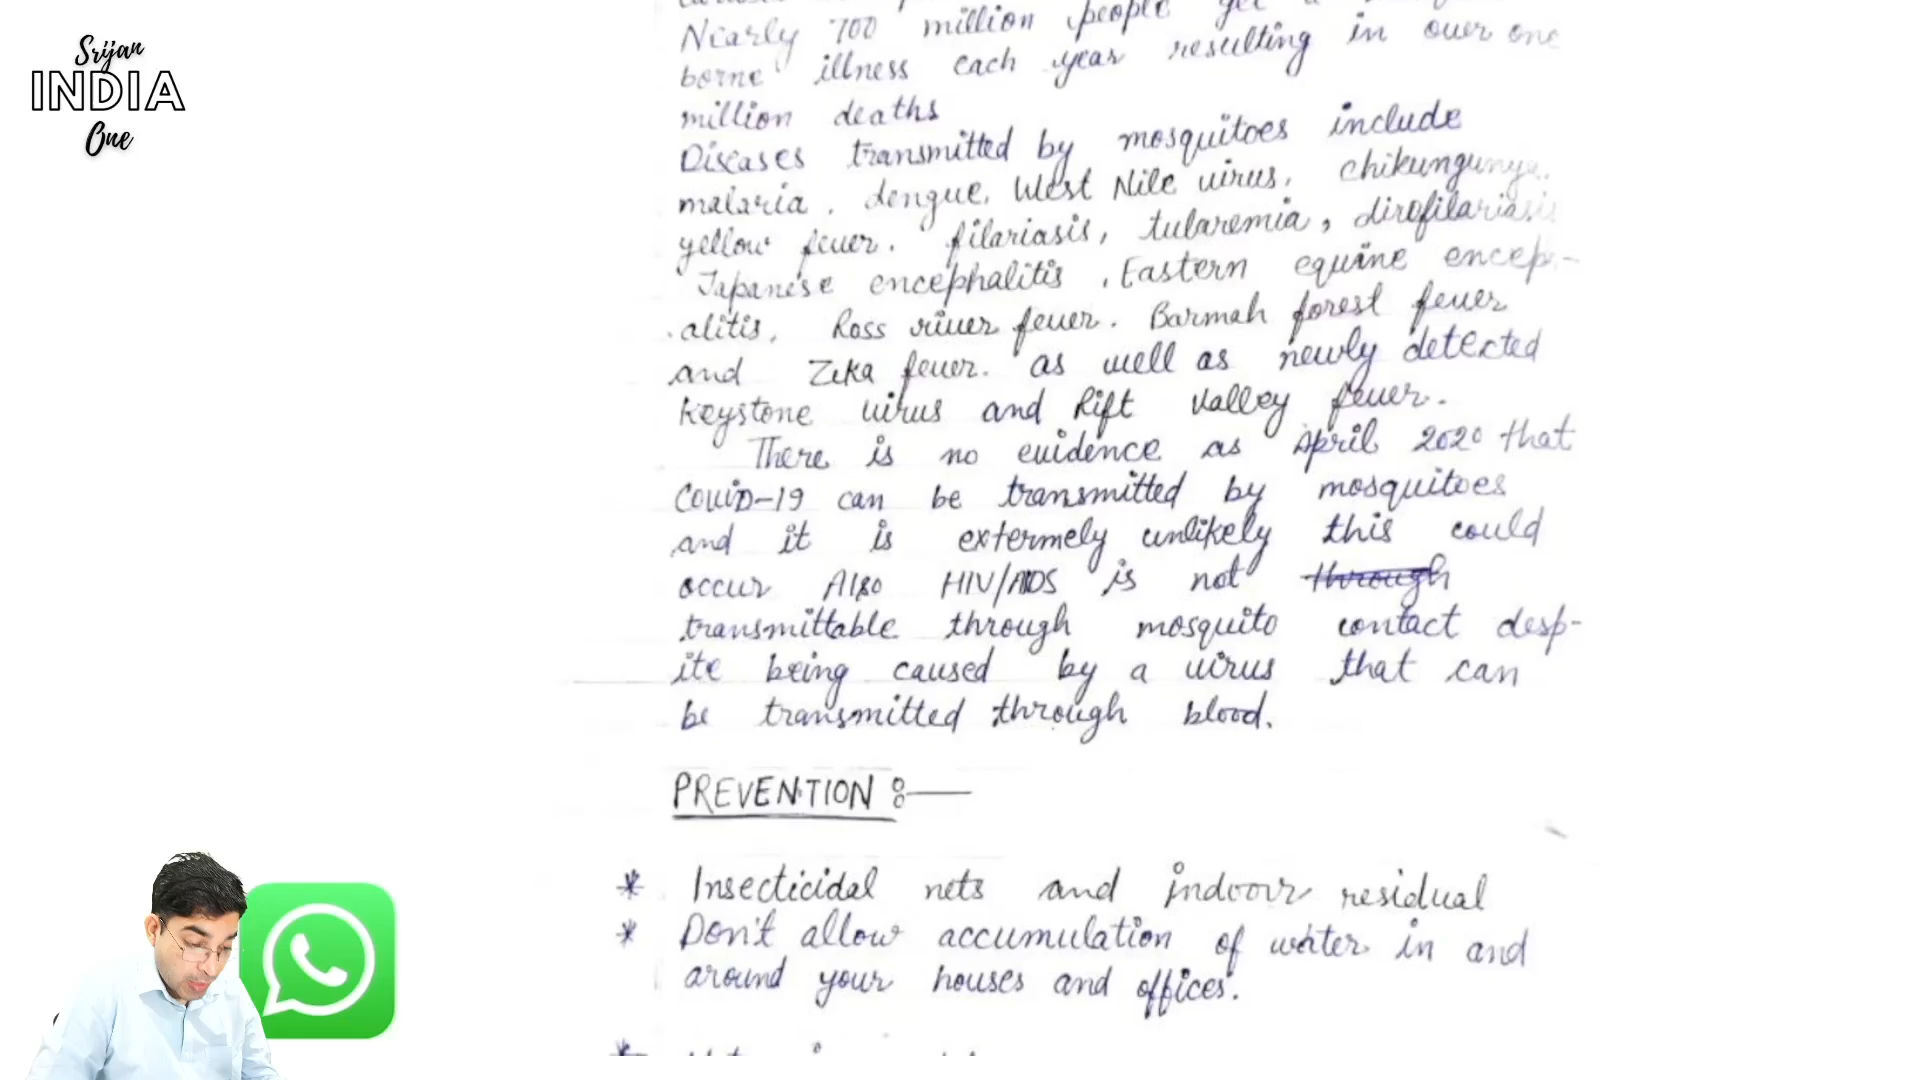 Srijan
INDIA
One
Nearly 700 million people get a
borne illness each year resulting in over one
million deaths
Diseases transmitted by mosquitoes include
malaria, dengue, West Nile virus, chikungunya,
yellow fever, filariasis, tularemia, dirofilariasis
Japanese encephalitis, Eastern equine enceph-
alitis, Ross river fever, Barmah forest fever
and Zika fever. as well as newly detected
Keystone virus and Rift Valley fever.
There is no evidence as April 2020 that
COVID-19 can be transmitted by mosquitoes
and it is extermely unlikely this could
occur Also HIV/AIDS is not through
transmittable through mosquito contact desp-
ite being caused by a virus that can
be transmitted through blood.
PREVENTION :—
* Insecticidal nets and indoor residual
* Don't allow accumulation of water in and
around your houses and offices.